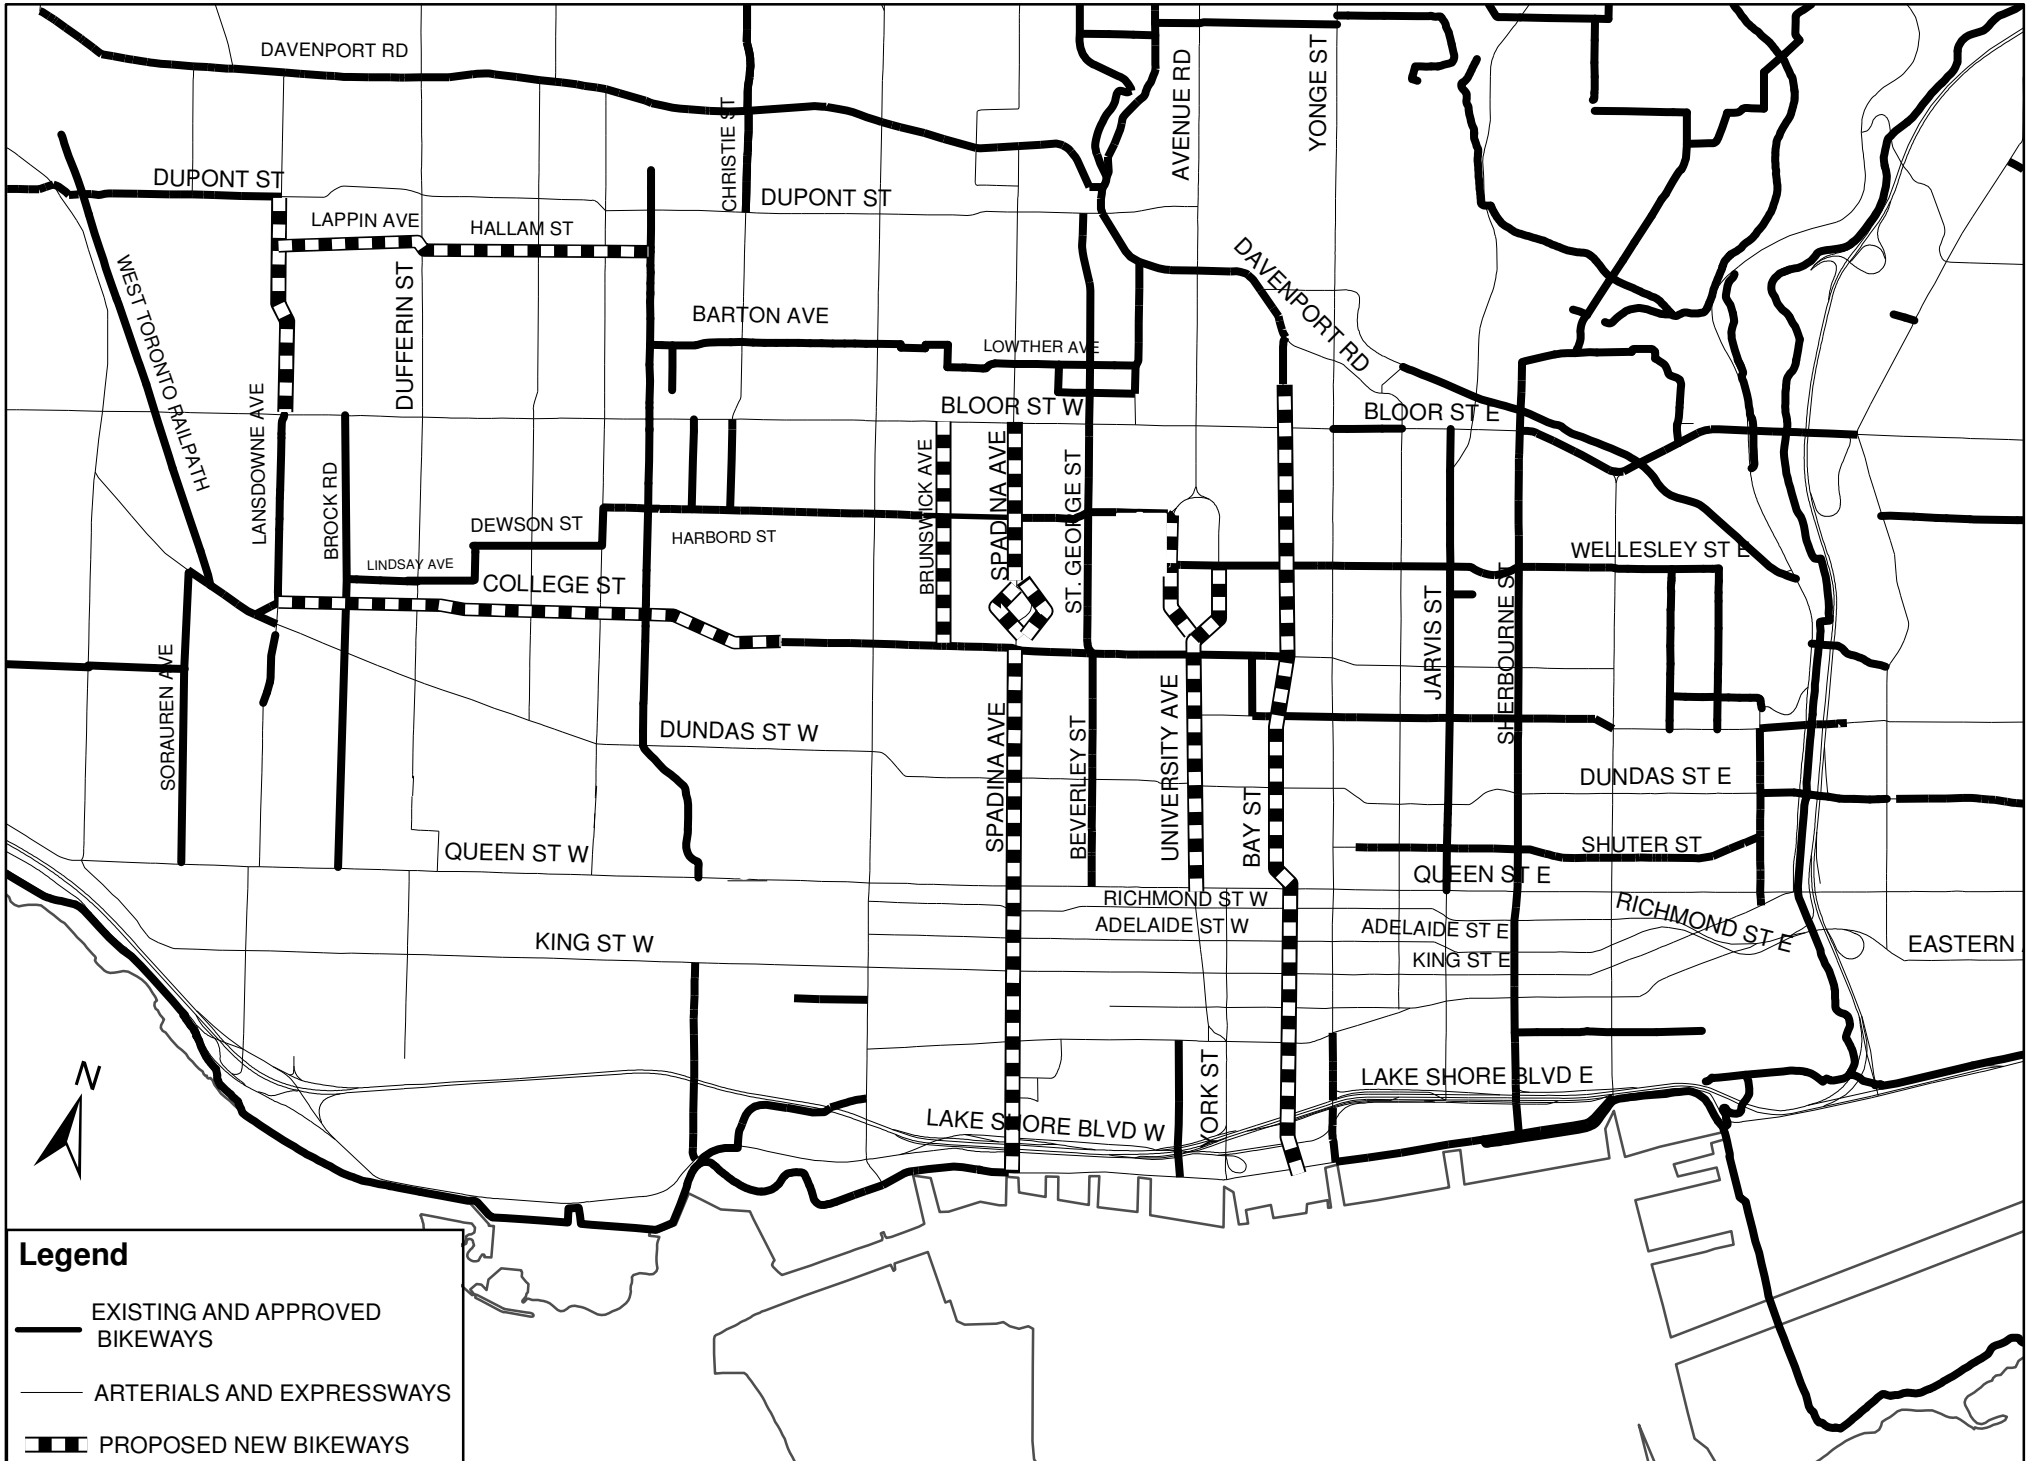 DAVENPORT RD
CHRISTIE ST
AVENUE RD
YONGE ST
DUPONT ST
DUPONT ST
LAPPIN AVE
HALLAM ST
WEST TORONTO RAILPATH
DUFFERIN ST
DAVENPORT RD
BARTON AVE
LOWTHER AVE
LANSDOWNE AVE
BLOOR ST W
BLOOR ST E
BROCK RD
BRUNSWICK AVE
SPADINA AVE
ST. GEORGE ST
DEWSON ST
HARBORD ST
LINDSAY AVE
COLLEGE ST
WELLESLEY ST E
JARVIS ST
SHERBOURNE ST
SORAUREN AVE
DUNDAS ST W
SPADINA AVE
BEVERLEY ST
UNIVERSITY AVE
BAY ST
DUNDAS ST E
QUEEN ST W
SHUTER ST
QUEEN ST E
RICHMOND ST W
RICHMOND ST E
ADELAIDE ST W
ADELAIDE ST E
KING ST W
KING ST E
EASTERN
N
YORK ST
LAKE SHORE BLVD E
LAKE SHORE BLVD W
Legend
EXISTING AND APPROVED
BIKEWAYS
ARTERIALS AND EXPRESSWAYS
PROPOSED NEW BIKEWAYS